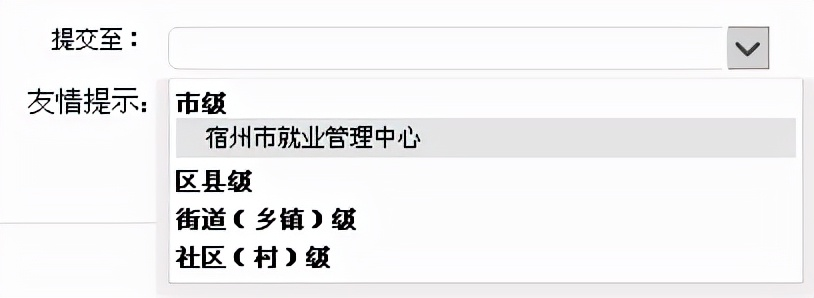 提交至：
友情提示：
市级
宿州市就业管理中心
区县级
街道（乡镇）级
社区（村）级